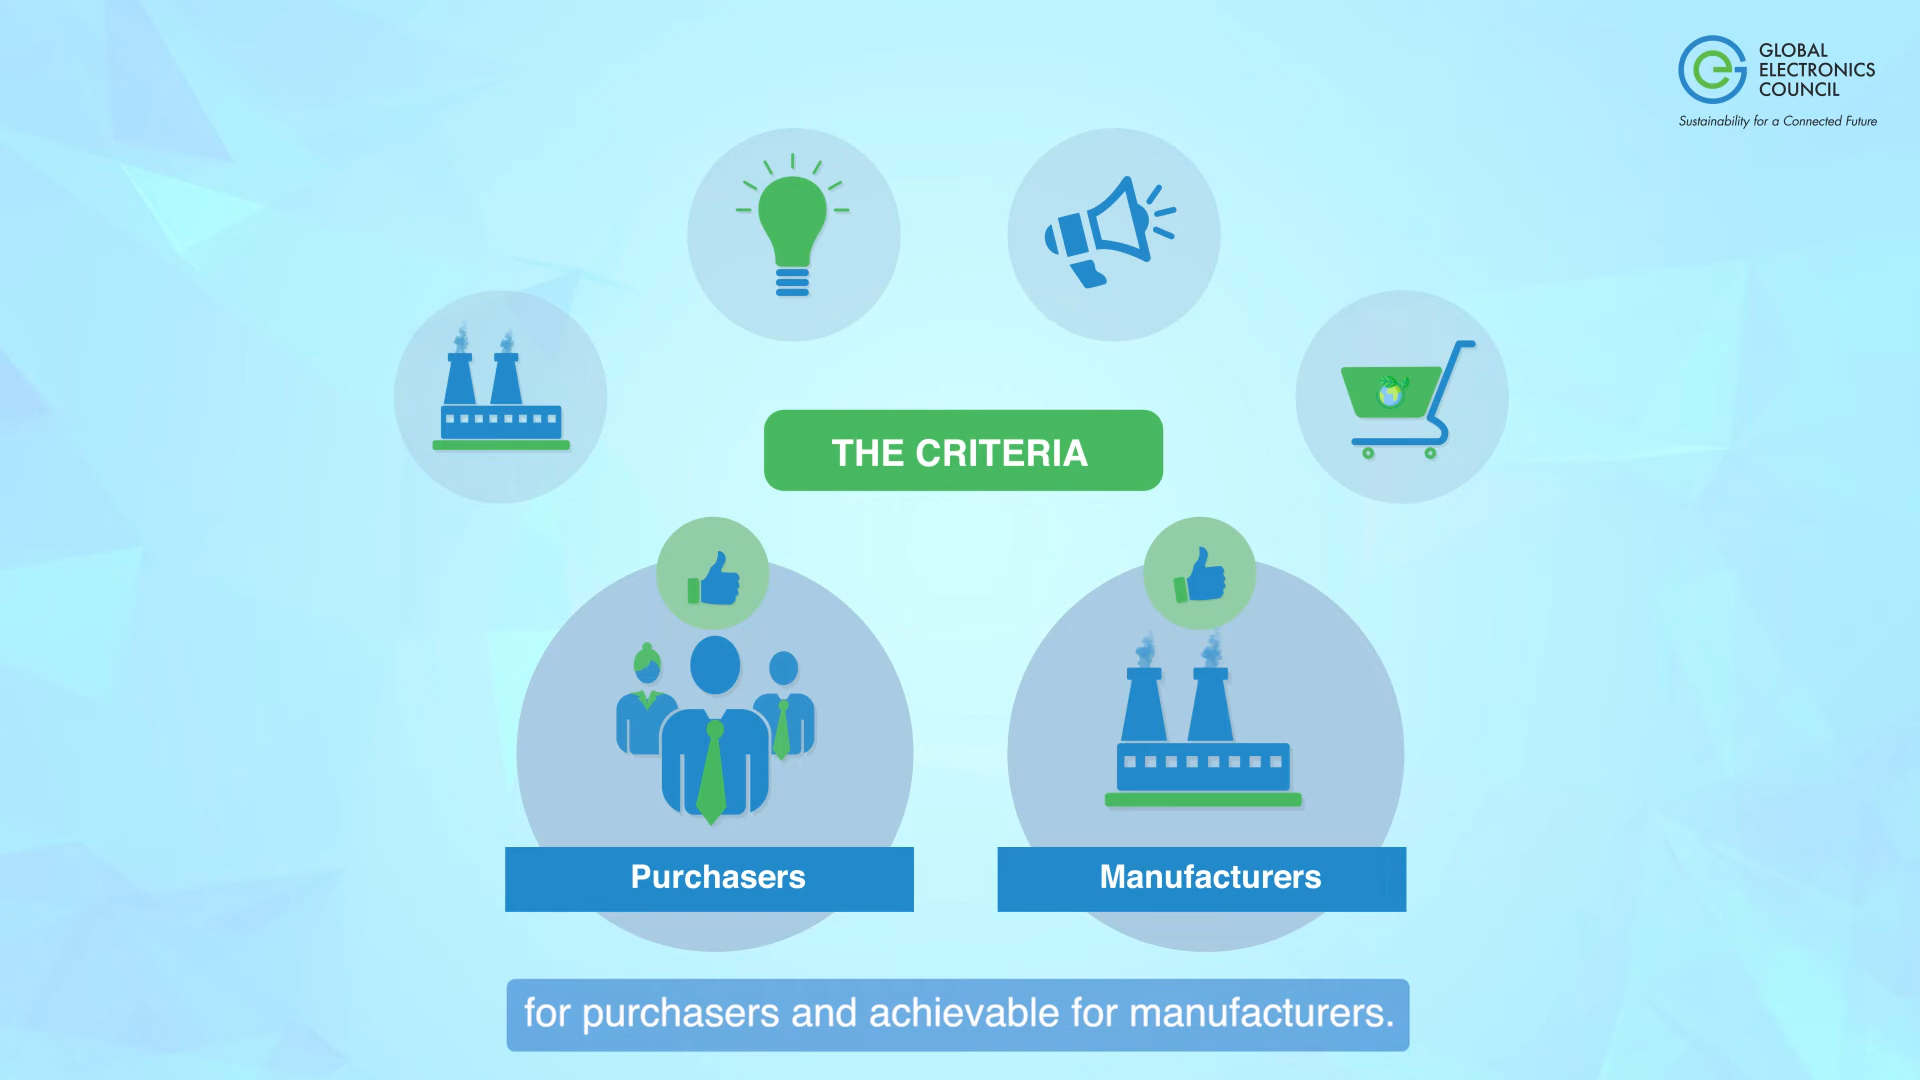 GLOBAL
ELECTRONICS
COUNCIL
Sustainability for a Connected Future
THE CRITERIA
Purchasers
Manufacturers
for purchasers and achievable for manufacturers.